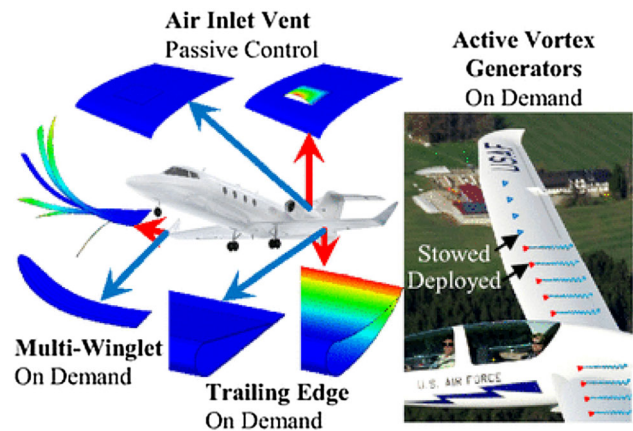 Air Inlet Vent
Passive Control
Active Vortex
Generators
On Demand
USAF
Stowed
Deployed
Multi-Winglet
On Demand
Trailing Edge
On Demand
U.S. AIR FORCE